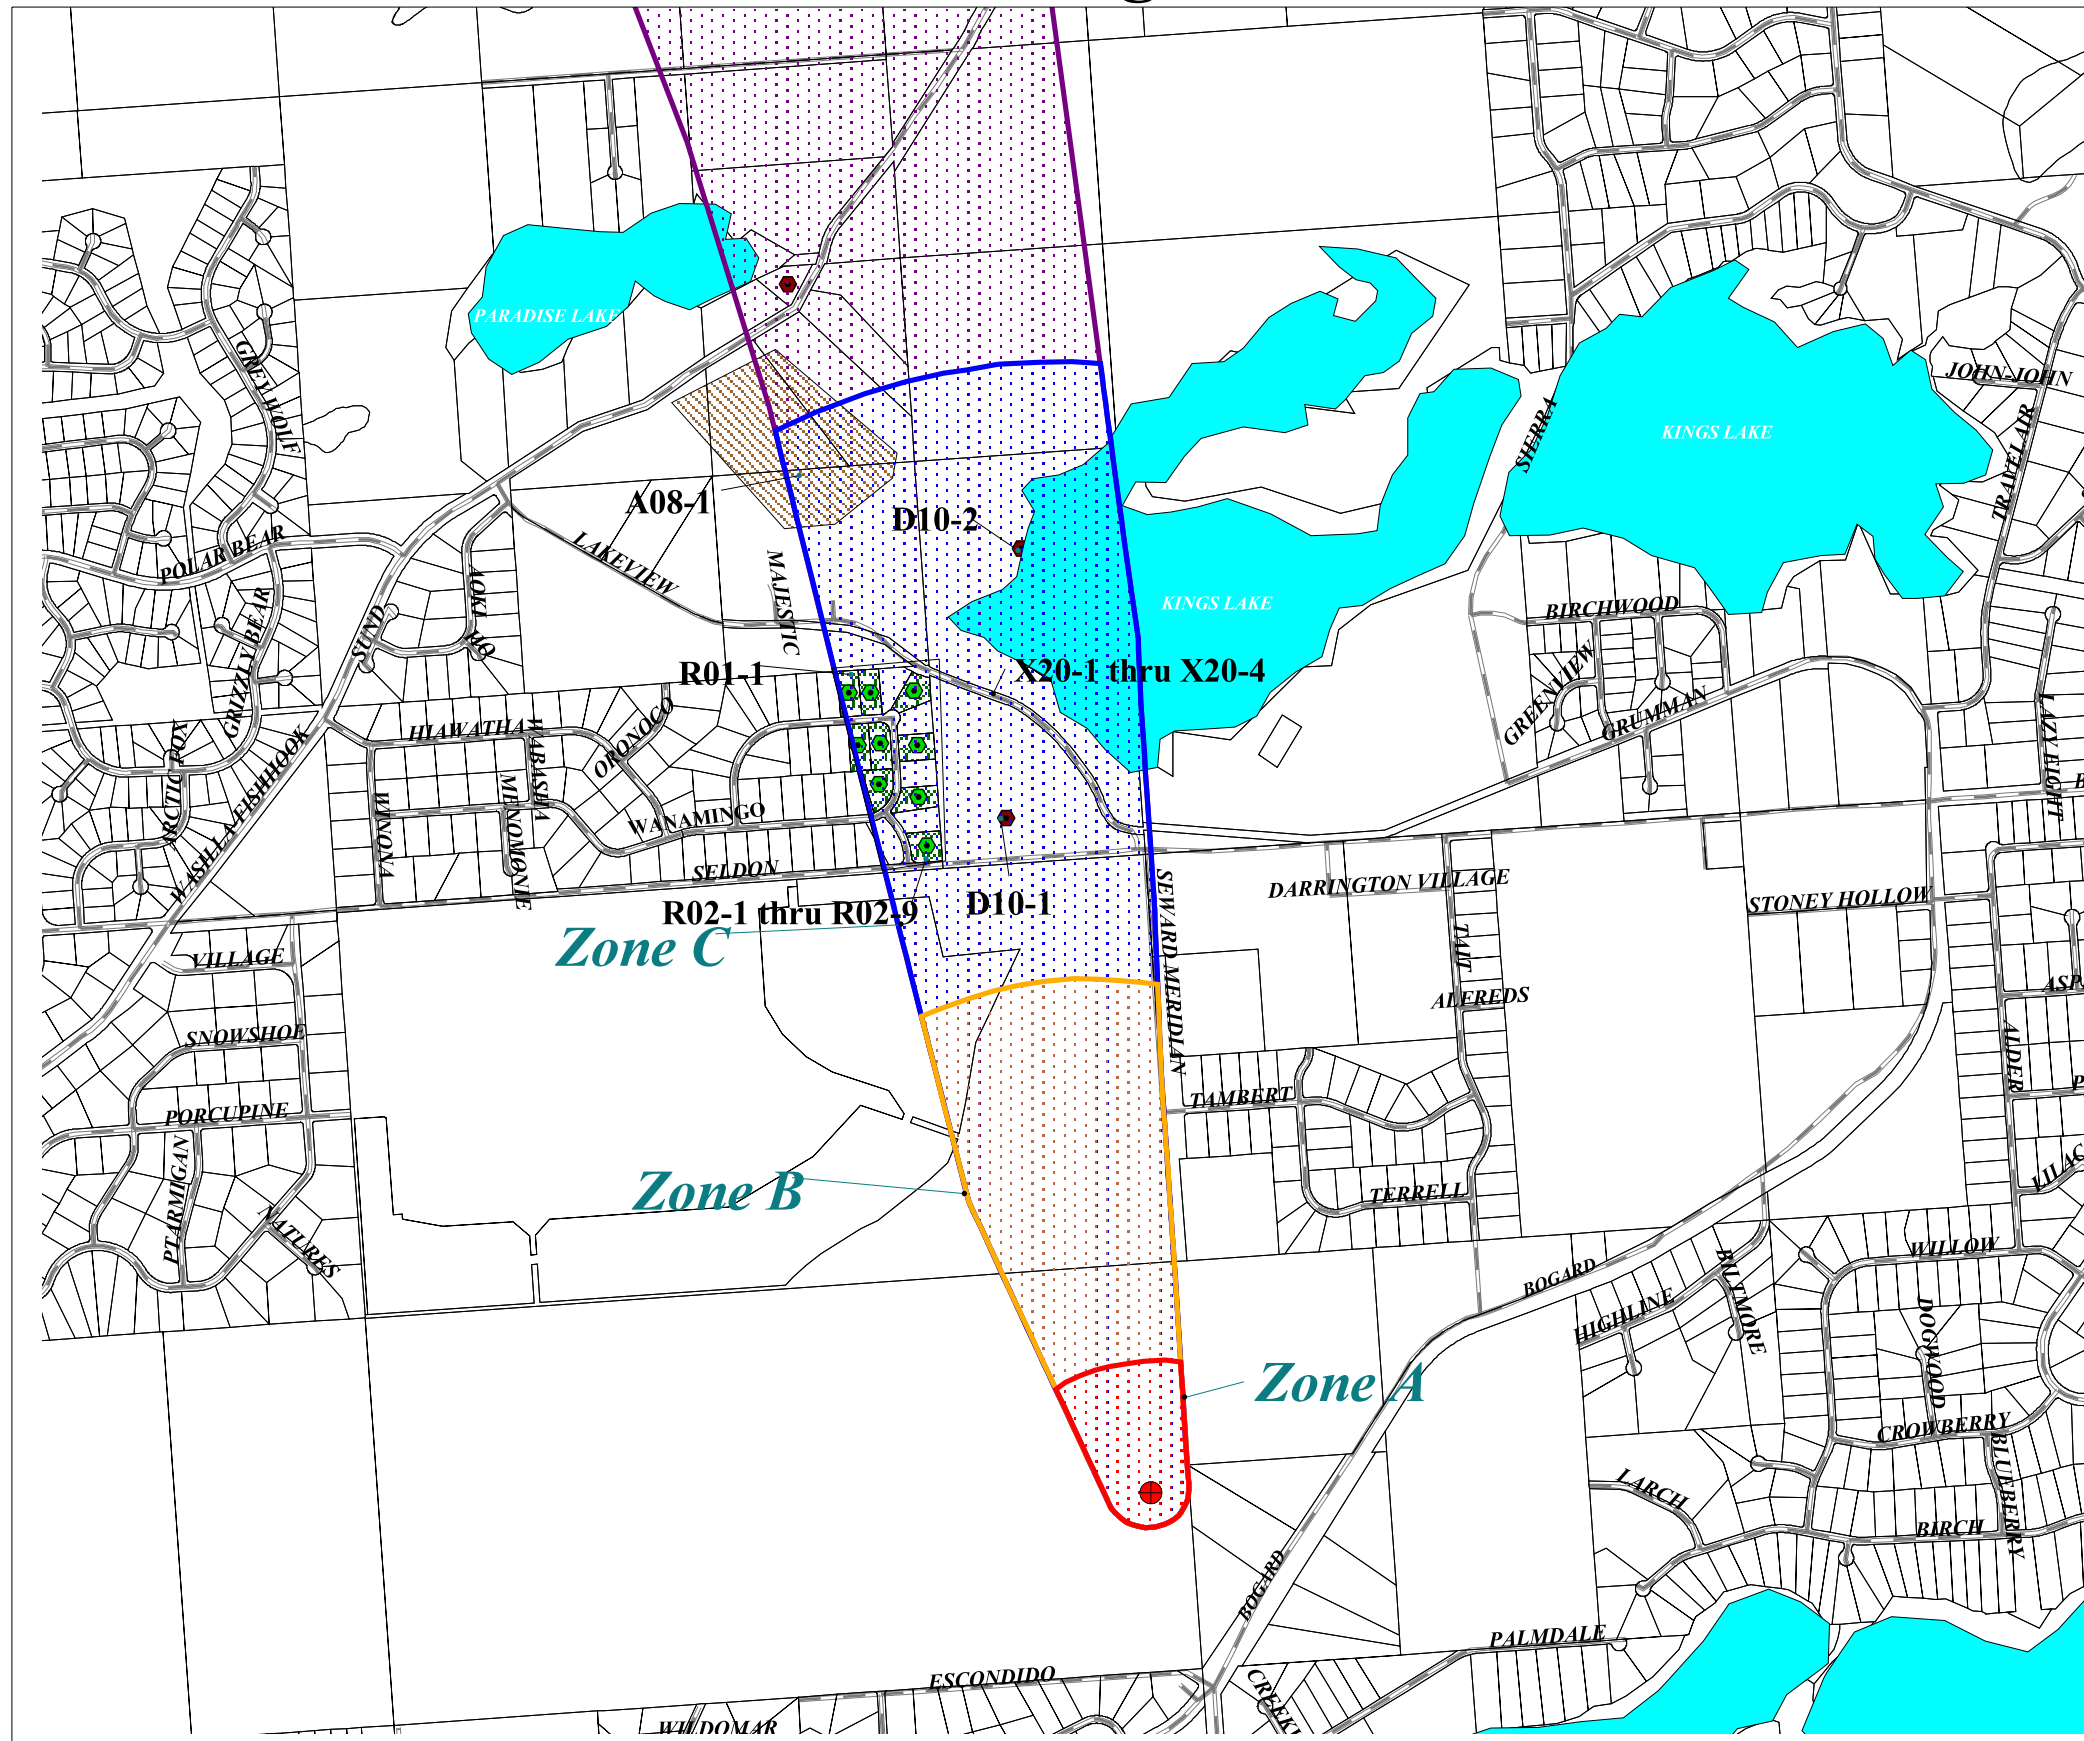 PARADISE LAKE
GREYWOLF
JOHN-JOHN
SIERRA
KINGS LAKE
TRAVELAIR
A08-1
D10-2
POLAR BEAR
LAKEVIEW
MAJESTIC
SUND
GRIZZLY BEAR
KINGS LAKE
BIRCHWOOD
R01-1
X20-1 thru X20-4
GREENVIEW
GRUMMAN
LAZY EIGHT
HIAWATHA
WABASHA
ORONOCO
ARCTIC FOX
WASILLA FISHHOOK
WINONA
MENOMONIE
WANAMINGO
SELDON
DARRINGTON VILLAGE
STONEY HOLLOW
R02-1 thru R02-9
D10-1
Zone C
SEWARD MERIDIAN
TAIT
VILLAGE
ALFREDS
SNOWSHOE
ALDER
TAMBERT
PORCUPINE
PTARMIGAN
Zone B
TERRELL
LILAC
NATURES
WILLOW
BOGARD
BILTMORE
HIGHLINE
DOGWOOD
Zone A
CROWBERRY
BLUEBERRY
LARCH
BIRCH
BOGARD
PALMDALE
ESCONDIDO
WILDOMAR